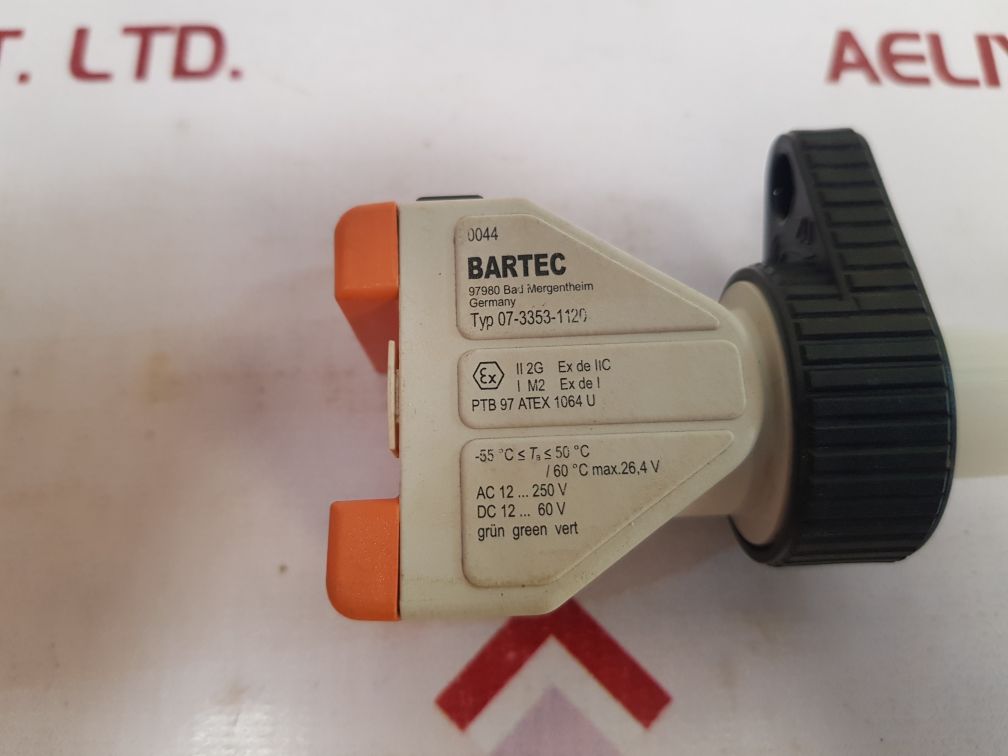 T. LTD.
AELIY
0044
BARTEC
97980 Bad Mergentheim
Germany
Typ 07-3353-1120
Ex II 2G Ex de IIC
I M2 Ex de I
PTB 97 ATEX 1064 U
-55 °C ≤ Ta ≤ 50 °C
/ 60 °C max.26,4 V
AC 12 ... 250 V
DC 12 ... 60 V
grün green vert